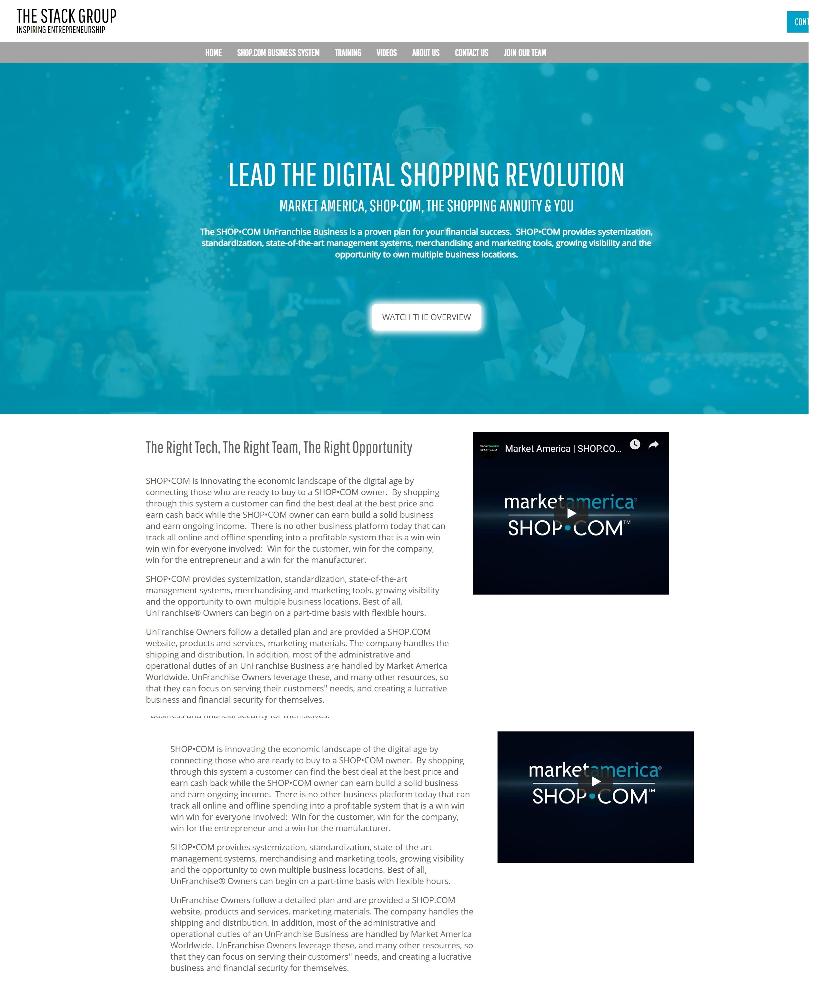 THE STACK GROUP
INSPIRING ENTREPRENEURSHIP
CONT
HOME SHOP.COM BUSINESS SYSTEM TRAINING VIDEOS ABOUT US CONTACT US JOIN OUR TEAM
LEAD THE DIGITAL SHOPPING REVOLUTION
MARKET AMERICA, SHOP•COM, THE SHOPPING ANNUITY & YOU
The SHOP•COM UnFranchise Business is a proven plan for your financial success.  SHOP•COM provides systemization,
standardization, state-of-the-art management systems, merchandising and marketing tools, growing visibility and the
opportunity to own multiple business locations.
JR RIDINGER
JR RIDINGER
WATCH THE OVERVIEW
The Right Tech, The Right Team, The Right Opportunity
SHOP•COM is innovating the economic landscape of the digital age by
connecting those who are ready to buy to a SHOP•COM owner.  By shopping
through this system a customer can find the best deal at the best price and
earn cash back while the SHOP•COM owner can earn build a solid business
and earn ongoing income.  There is no other business platform today that can
track all online and offline spending into a profitable system that is a win win
win win for everyone involved:  Win for the customer, win for the company,
win for the entrepreneur and a win for the manufacturer.
SHOP•COM provides systemization, standardization, state-of-the-art
management systems, merchandising and marketing tools, growing visibility
and the opportunity to own multiple business locations. Best of all,
UnFranchise® Owners can begin on a part-time basis with flexible hours.
UnFranchise Owners follow a detailed plan and are provided a SHOP.COM
website, products and services, marketing materials. The company handles the
shipping and distribution. In addition, most of the administrative and
operational duties of an UnFranchise Business are handled by Market America
Worldwide. UnFranchise Owners leverage these, and many other resources, so
that they can focus on serving their customers'' needs, and creating a lucrative
business and financial security for themselves.
marketamerica
SHOP•COM™
Market America | SHOP.CO...
marketamerica®
SHOP•COM™
business and financial security for themselves.
SHOP•COM is innovating the economic landscape of the digital age by
connecting those who are ready to buy to a SHOP•COM owner.  By shopping
through this system a customer can find the best deal at the best price and
earn cash back while the SHOP•COM owner can earn build a solid business
and earn ongoing income.  There is no other business platform today that can
track all online and offline spending into a profitable system that is a win win
win win for everyone involved:  Win for the customer, win for the company,
win for the entrepreneur and a win for the manufacturer.
SHOP•COM provides systemization, standardization, state-of-the-art
management systems, merchandising and marketing tools, growing visibility
and the opportunity to own multiple business locations. Best of all,
UnFranchise® Owners can begin on a part-time basis with flexible hours.
UnFranchise Owners follow a detailed plan and are provided a SHOP.COM
website, products and services, marketing materials. The company handles the
shipping and distribution. In addition, most of the administrative and
operational duties of an UnFranchise Business are handled by Market America
Worldwide. UnFranchise Owners leverage these, and many other resources, so
that they can focus on serving their customers'' needs, and creating a lucrative
business and financial security for themselves.
marketamerica®
SHOP•COM™